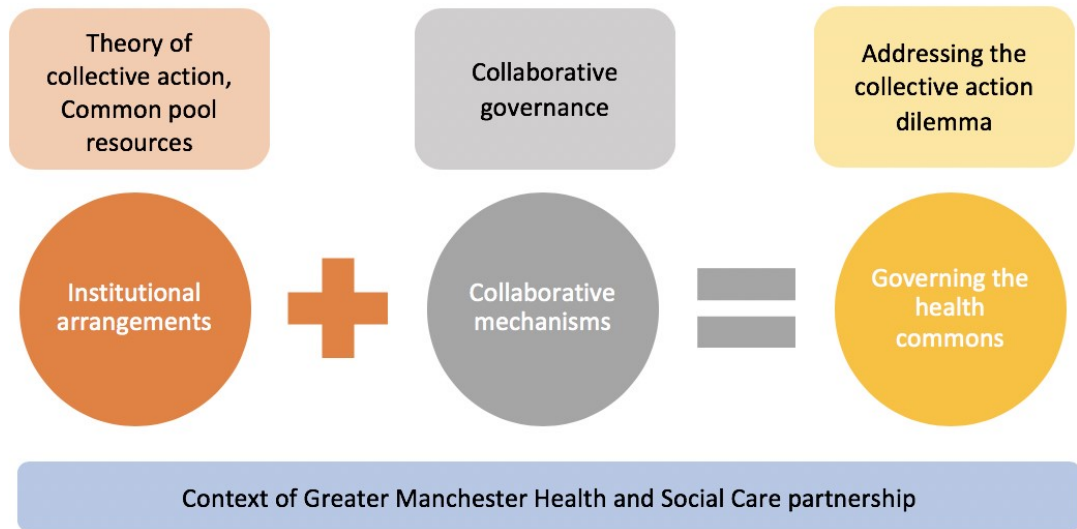 Theory of
collective action,
Common pool
resources
Collaborative
governance
Addressing the
collective action
dilemma
Institutional
arrangements
Collaborative
mechanisms
Governing the
health
commons
Context of Greater Manchester Health and Social Care partnership